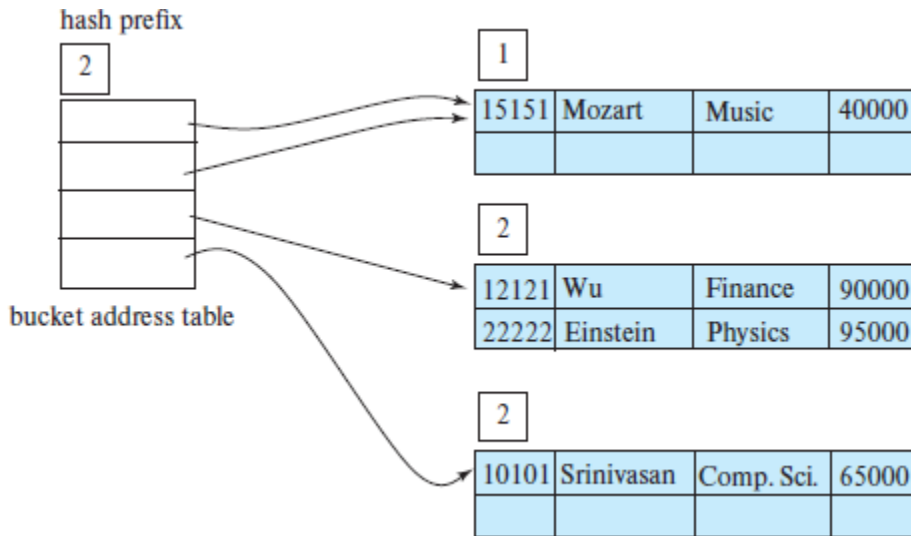 hash prefix
2
bucket address table
1
15151 Mozart Music 40000
2
12121 Wu Finance 90000
22222 Einstein Physics 95000
2
10101 Srinivasan Comp. Sci. 65000